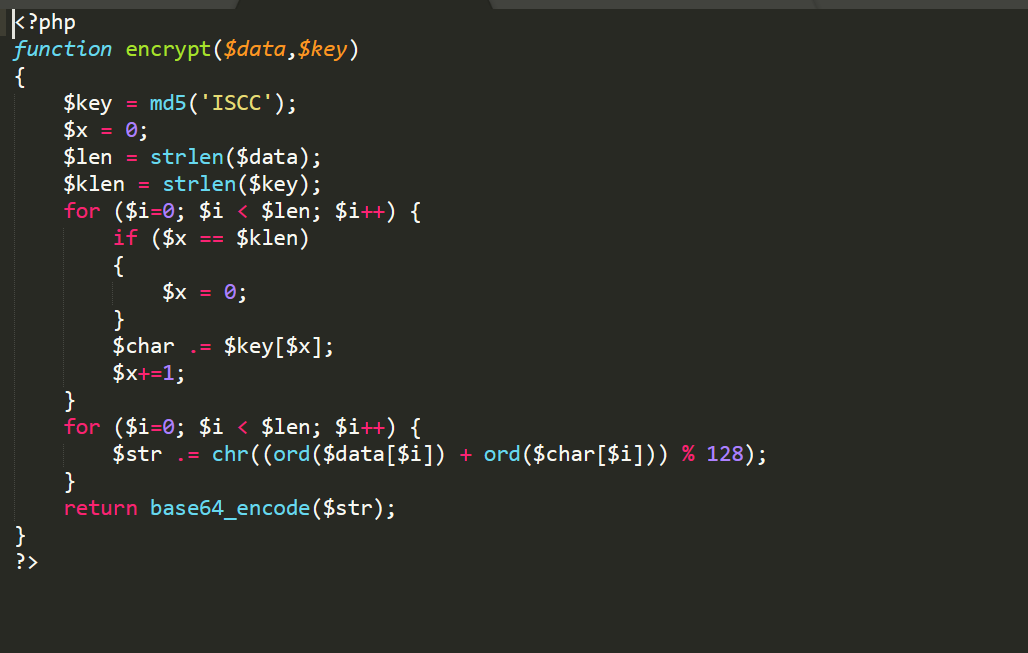 <?php
function encrypt($data,$key)
{
    $key = md5('ISCC');
    $x = 0;
    $len = strlen($data);
    $klen = strlen($key);
    for ($i=0; $i < $len; $i++) {
        if ($x == $klen)
        {
            $x = 0;
        }
        $char .= $key[$x];
        $x+=1;
    }
    for ($i=0; $i < $len; $i++) {
        $str .= chr((ord($data[$i]) + ord($char[$i])) % 128);
    }
    return base64_encode($str);
}
?>